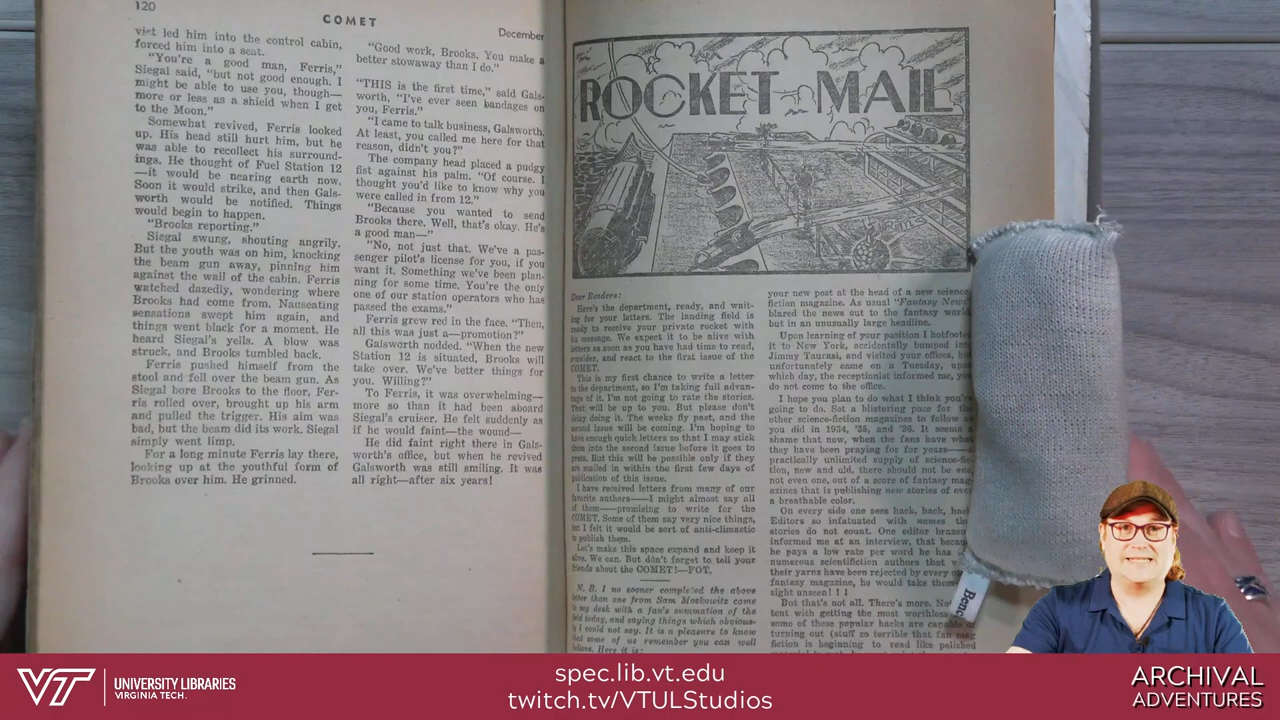 120
COMET
December
viet led him into the control cabin,
forced him into a seat.
"You're a good man, Ferris,"
Siegal said, "but not good enough. I
might be able to use you, though—
more or less as a shield when I get
to the Moon."
Somewhat revived, Ferris looked
up. His head still hurt him, but he
was able to recollect his surround-
ings. He thought of Fuel Station 12
—it would be nearing earth now.
Soon it would strike, and then Gals-
worth would be notified. Things
would begin to happen.
"Brooks reporting."
Siegal swung, shouting angrily.
But the youth was on him, knocking
the beam gun away, pinning him
against the wall of the cabin. Ferris
watched dazedly, wondering where
Brooks had come from. Nauseating
sensations swept him again, and
things went black for a moment. He
heard Siegal's yells. A blow was
struck, and Brooks tumbled back.
Ferris pushed himself from the
stool and fell over the beam gun. As
Siegal bore Brooks to the floor, Fer-
ris rolled over, brought up his arm
and pulled the trigger. His aim was
bad, but the beam did its work. Siegal
simply went limp.
For a long minute Ferris lay there,
looking up at the youthful form of
Brooks over him. He grinned.
"Good work, Brooks. You make a
better stowaway than I do."
"THIS is the first time," said Gals-
worth, "I've ever seen bandages on
you, Ferris."
"I came to talk business, Galsworth.
At least, you called me here for that
reason, didn't you?"
The company head placed a pudgy
fist against his palm. "Of course. I
thought you'd like to know why you
were called in from 12."
"Because you wanted to send
Brooks there. Well, that's okay. He's
a good man—"
"No, not just that. We've a pas-
senger pilot's license for you, if you
want it. Something we've been plan-
ning for some time. You're the only
one of our station operators who has
passed the exams."
Ferris grew red in the face. "Then,
all this was just a—promotion?"
Galsworth nodded. "When the new
Station 12 is situated, Brooks will
take over. We've better things for
you. Willing?"
To Ferris, it was overwhelming—
more so than it had been aboard
Siegal's cruiser. He felt suddenly as
if he would faint—the wound—
He did faint right there in Gals-
worth's office, but when he revived
Galsworth was still smiling. It was
all right—after six years!
ROCKET MAIL
Dear Readers:
Here's the department, ready, and wait-
ing for your letters. The landing field is
ready to receive your private rocket with
its message. We expect it to be alive with
letters as soon as you have had time to read,
consider, and react to the first issue of the
COMET.
This is my first chance to write a letter
to the department, so I'm taking full advan-
tage of it. I'm not going to rate the stories.
That will be up to you. But please don't
delay doing it. The weeks fly past, and the
second issue will be coming. I'm hoping to
have enough quick letters so that I may stick
them into the second issue before it goes to
press. But this will be possible only if they
are mailed in within the first few days of
publication of this issue.
I have received letters from many of our
favorite authors—I might almost say all
of them—promising to write for the
COMET. Some of them say very nice things,
but I felt it would be sort of anti-climactic
to publish them.
Let's make this space expand and keep it
alive. We can. But don't forget to tell your
friends about the COMET!—FOT.
N. B. I no sooner completed the above
letter than one from Sam Moskowitz came
to my desk with a fan's summation of the
field today, and saying things which obvious-
ly I could not say. It is a pleasure to know
that some of us remember you can well
believe. Here it is:
your new post at the head of a new science-
fiction magazine. As usual "Fantasy News"
blared the news out to the fantasy world
but in an unusually large headline.
Upon learning of your position I hotfooted
it to New York, accidentally bumped into
Jimmy Taurasi, and visited your offices, but
unfortunately came on a Tuesday, upon
which day, the receptionist informed me, you
do not come to the office.
I hope you plan to do what I think you're
going to do. Set a blistering pace for the
other science-fiction magazines to follow as
you did in 1934, '35, and '36. It seems a
shame that now, when the fans have what
they have been praying for for years—a
practically unlimited supply of science-fic-
tion, new and old, there should not be one,
not even one, out of a score of fantasy mag-
azines that is publishing new stories of even
a breathable color.
On every side one sees hack, hack, hack
Editors so infatuated with names the
stories do not count. One editor brazenly
informed me at an interview, that because
he pays a low rate per word he has
numerous scientifiction authors that
their yarns have been rejected by every
fantasy magazine, he would take them
sight unseen! ! !
But that's not all. There's more. Not
tent with getting the most worthless
some of these popular hacks are capable
turning out (stuff so terrible that fan mag
fiction is beginning to read like polished
Benc
VT
UNIVERSITY LIBRARIES
VIRGINIA TECH.
spec.lib.vt.edu
twitch.tv/VTULStudios
ARCHIVAL
ADVENTURES